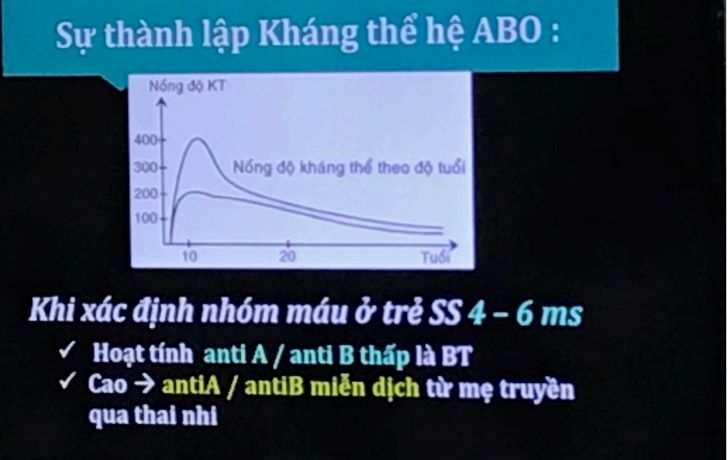 Sự thành lập Kháng thể hệ ABO :
Nồng độ KT
400
300
200
100
Nồng độ kháng thể theo độ tuổi
10
20
Tuổi
Khi xác định nhóm máu ở trẻ SS 4 – 6 ms
✓ Hoạt tính anti A / anti B thấp là BT
✓ Cao → antiA / antiB miễn dịch từ mẹ truyền
qua thai nhi